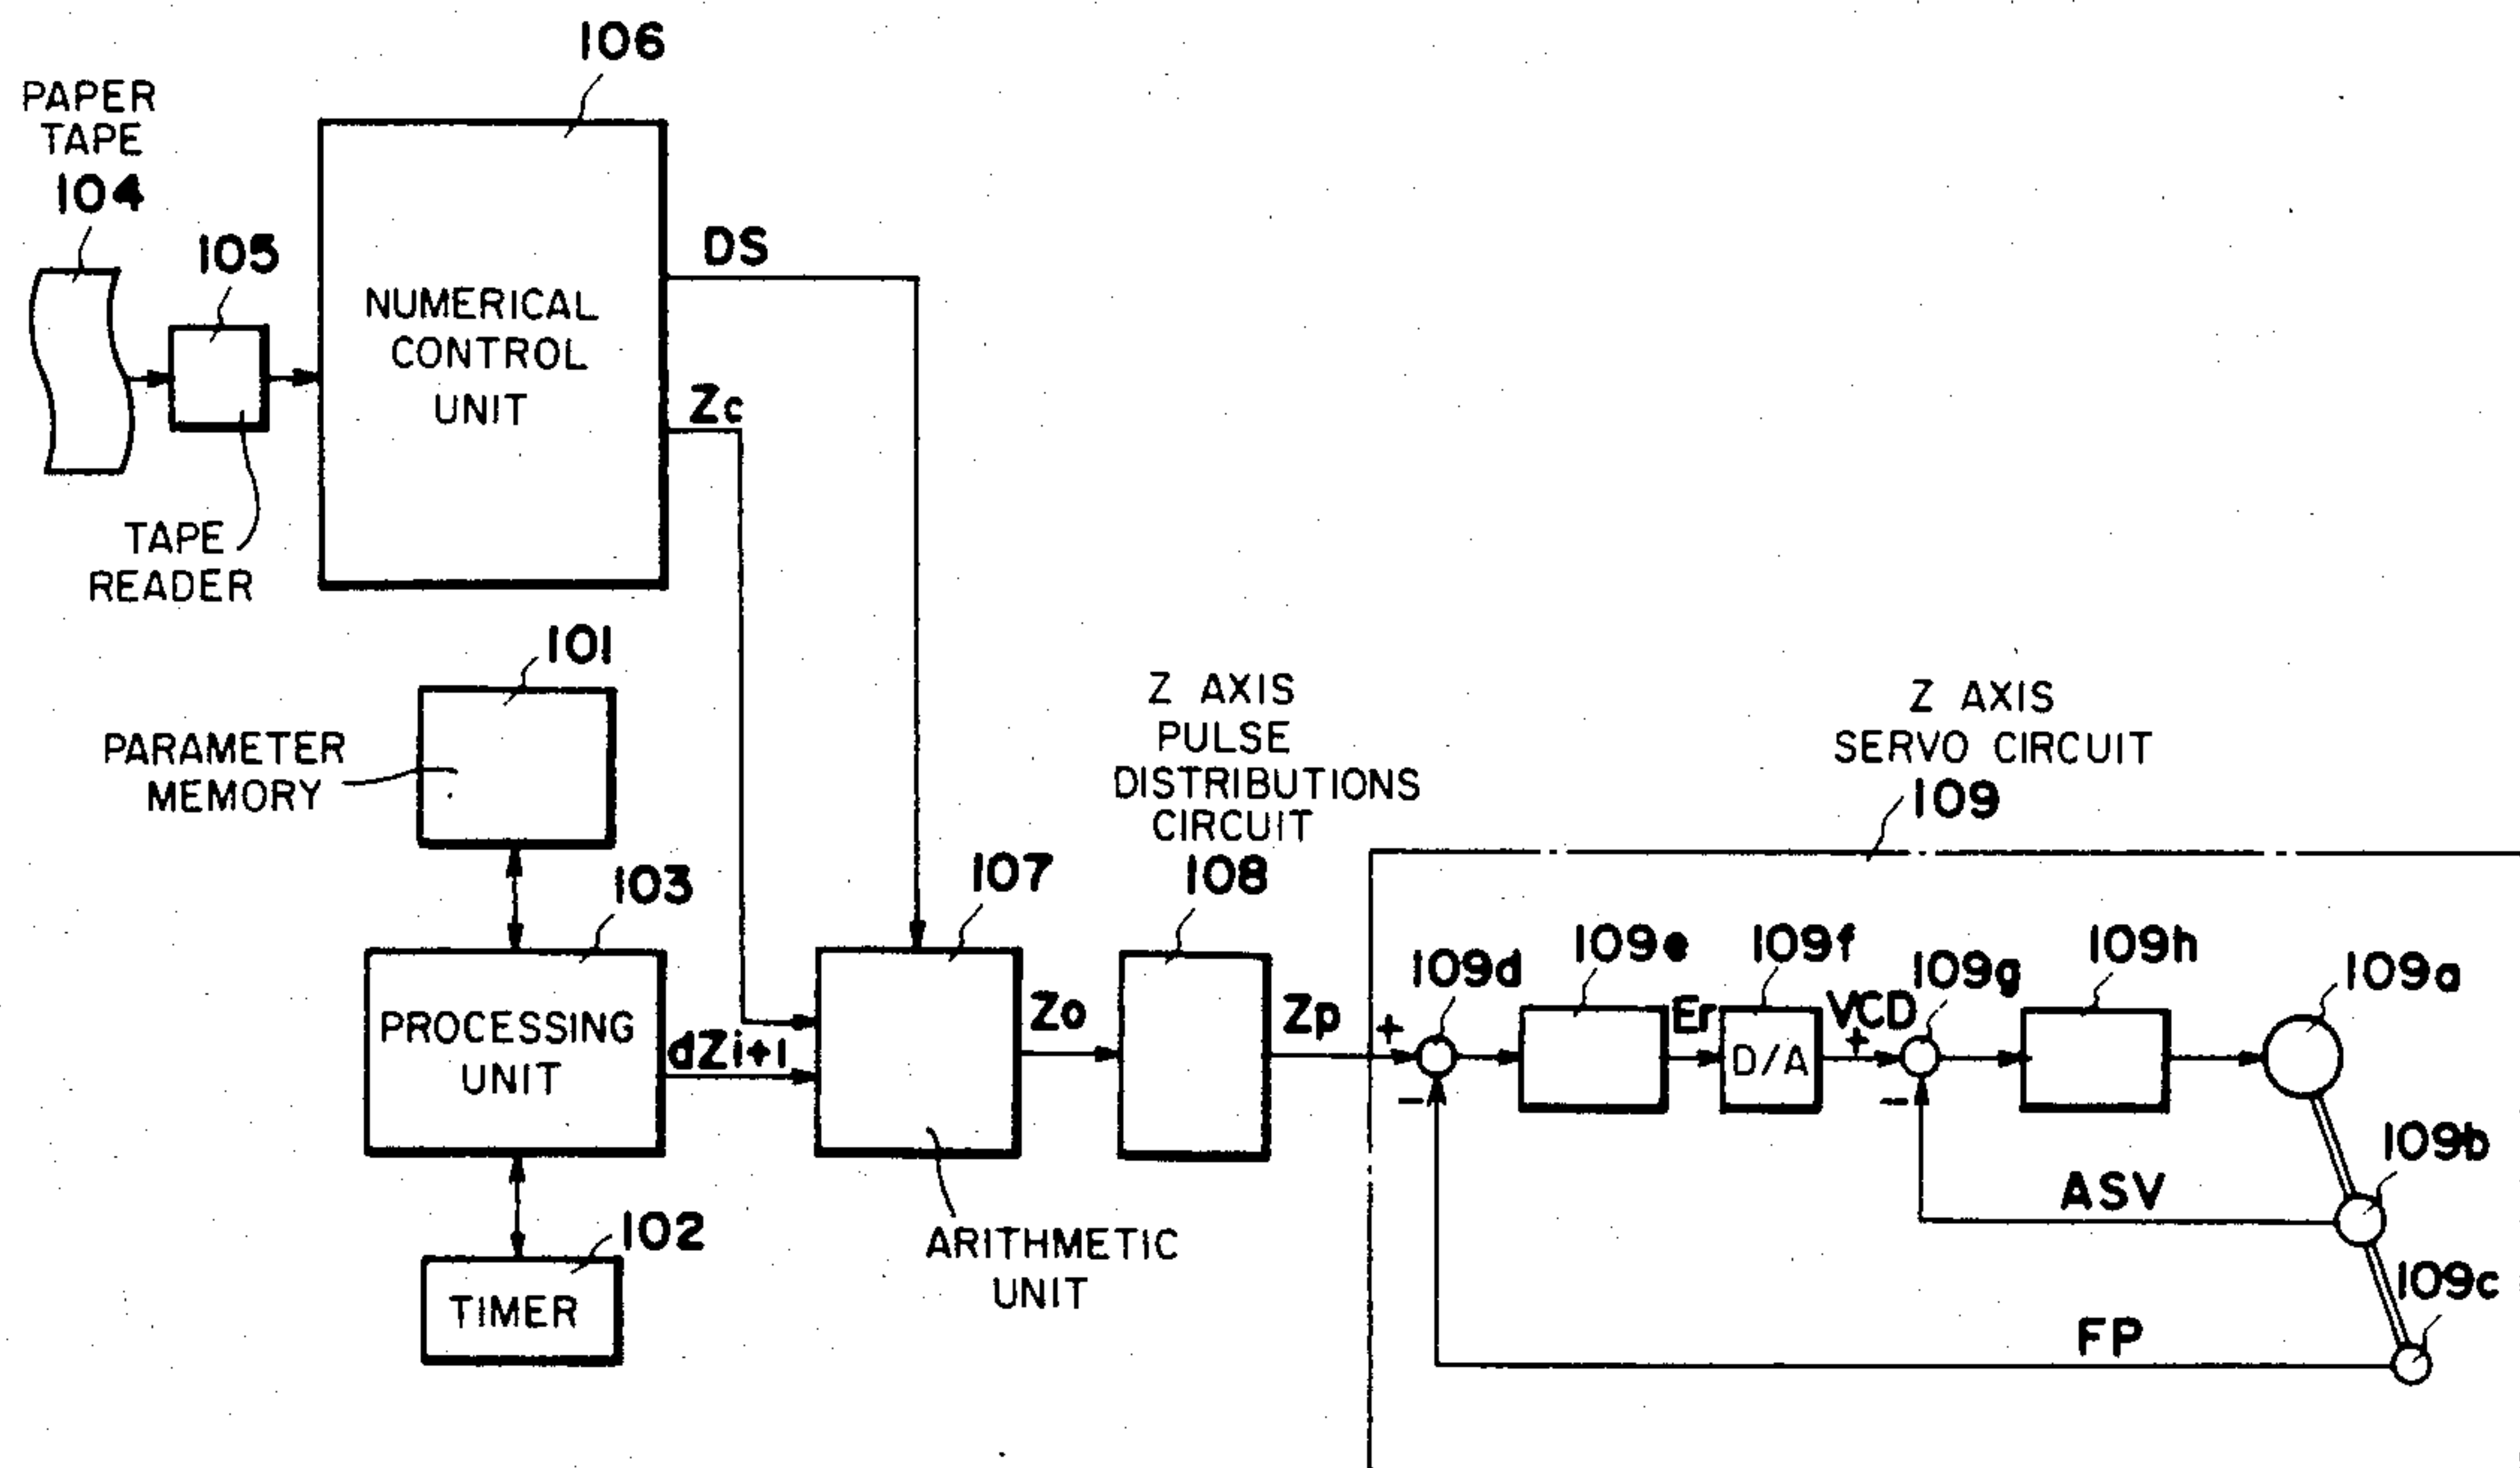 106
PAPER
TAPE
104
105
DS
NUMERICAL
CONTROL
UNIT
Zc
TAPE
READER
101
PARAMETER
MEMORY
Z AXIS
PULSE
DISTRIBUTIONS
CIRCUIT
108
Z AXIS
SERVO CIRCUIT
109
103
107
109d
109e
109f
109g
109h
109a
PROCESSING
UNIT
dZi+1
Zo
Zp
+
Er
D/A
VCD
+
-
-
109b
ASV
102
ARITHMETIC
UNIT
TIMER
109c
FP